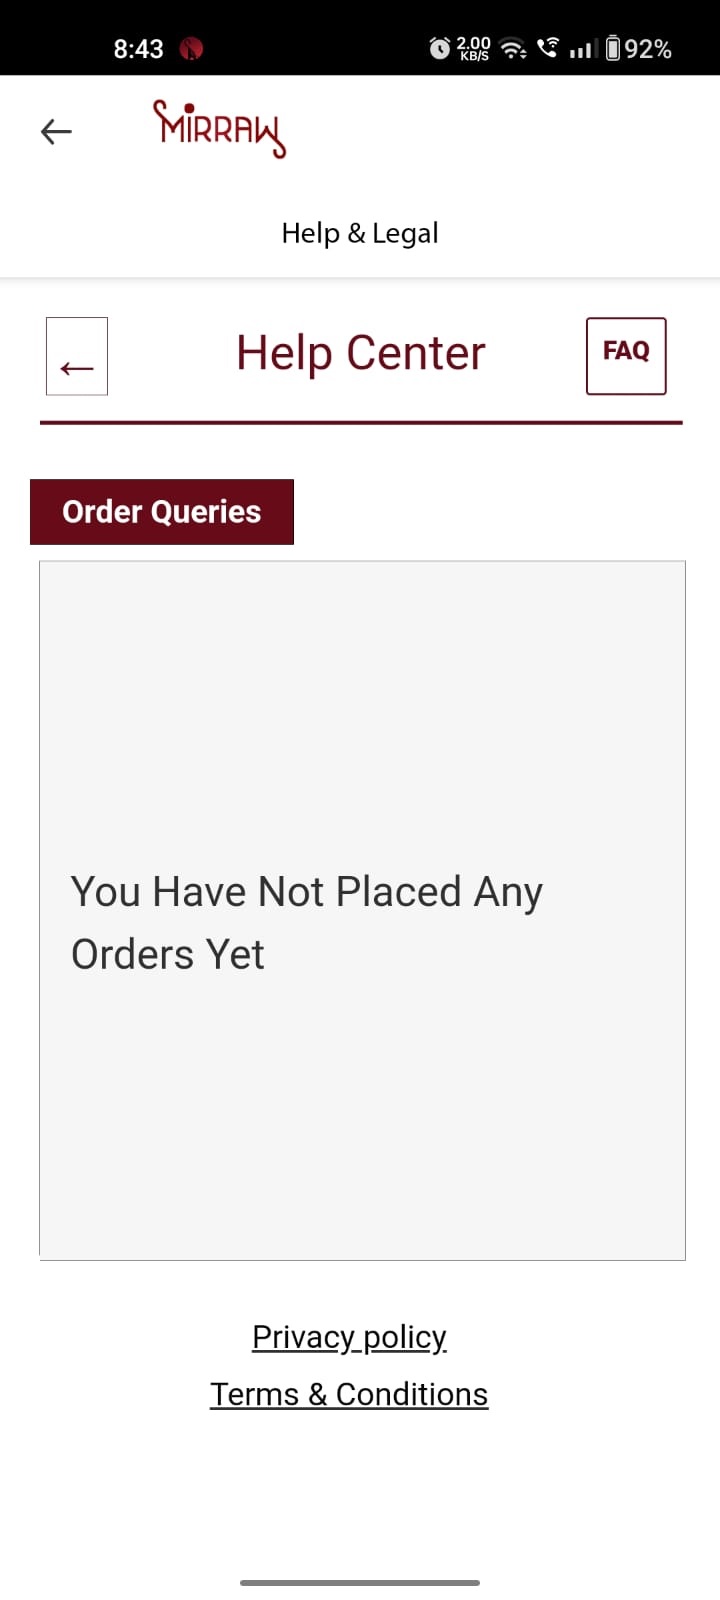 8:43 2.00 KB/S 92%
MiRRAW
Help & Legal
← Help Center FAQ
Order Queries
You Have Not Placed Any
Orders Yet
Privacy policy
Terms & Conditions